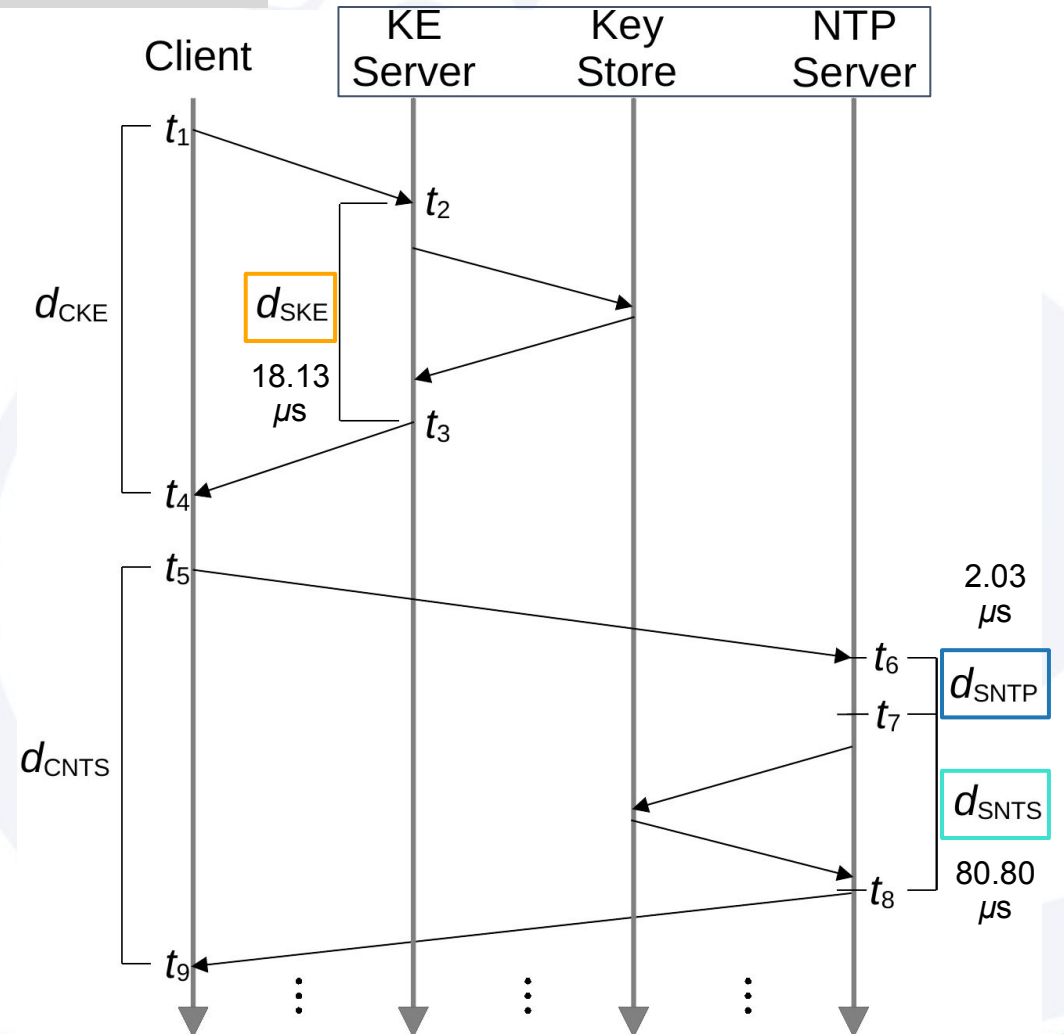 Client
KE
Server
Key
Store
NTP
Server
t1
t2
dCKE
dSKE
18.13
µs
t3
t4
t5
2.03
µs
t6
dSNTP
t7
dCNTS
dSNTS
80.80
µs
t8
t9